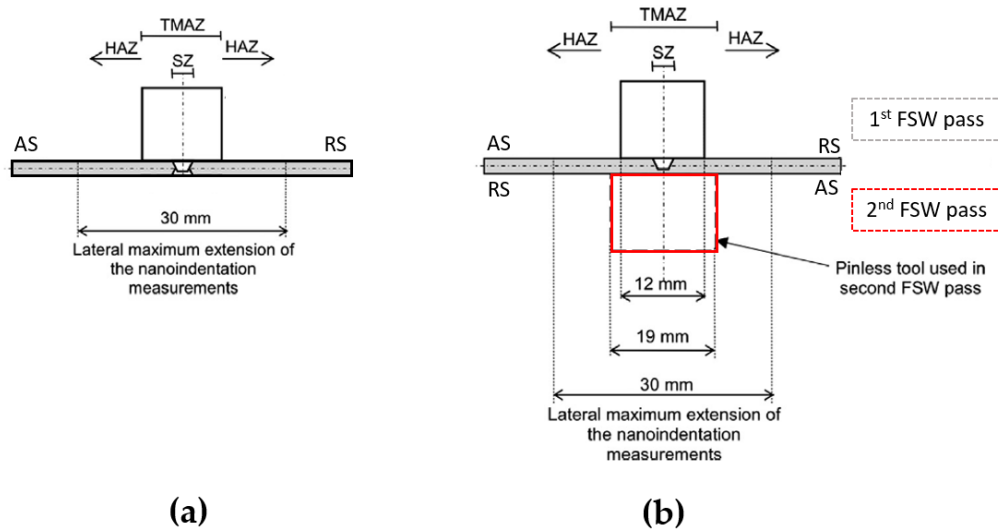 TMAZ
HAZ
HAZ
SZ
AS
RS
30 mm
Lateral maximum extension of
the nanoindentation
measurements
(a)
TMAZ
HAZ
HAZ
SZ
1st FSW pass
AS
RS
RS
AS
2nd FSW pass
Pinless tool used in
second FSW pass
12 mm
19 mm
30 mm
Lateral maximum extension of
the nanoindentation
measurements
(b)